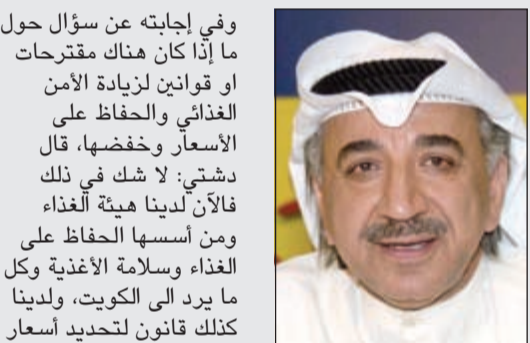 وفي إجابته عن سؤال حول
ما إذا كان هناك مقترحات
او قوانين لزيادة الأمن
الغذائي والحفاظ على
الأسعار وخفضها، قال
دشتي: لا شك في ذلك
فالآن لدينا هيئة الغذاء
ومن أسسها الحفاظ على
الغذاء وسلامة الأغذية وكل
ما يرد الى الكويت، ولدينا
كذلك قانون لتحديد أسعار